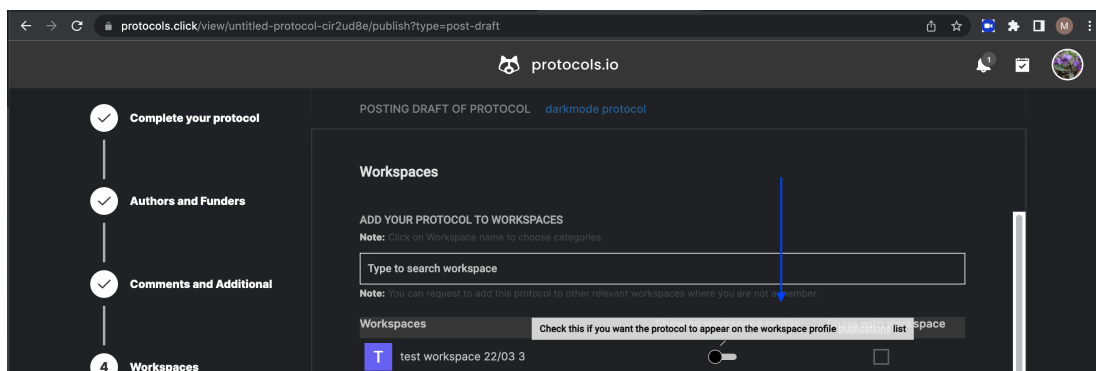 protocols.click/view/untitled-protocol-cir2ud8e/publish?type=post-draft
M
protocols.io
1
Complete your protocol
Authors and Funders
Comments and Additional
4 Workspaces
POSTING DRAFT OF PROTOCOL darkmode protocol
Workspaces
ADD YOUR PROTOCOL TO WORKSPACES
Note: Click on Workspace name to choose categories.
Type to search workspace
Note: You can request to add this protocol to other relevant workspaces where you are not a member.
Workspaces
workspace
Check this if you want the protocol to appear on the workspace profile publications list
T test workspace 22/03 3